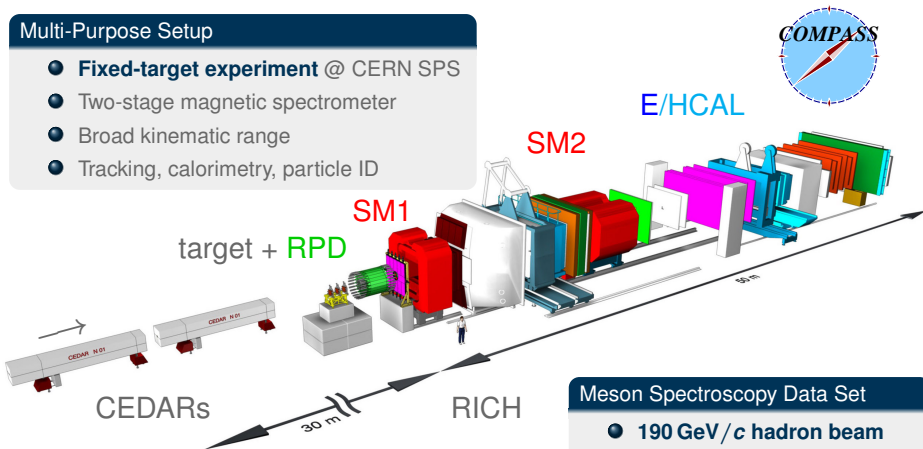 Multi-Purpose Setup
Fixed-target experiment @ CERN SPS
Two-stage magnetic spectrometer
Broad kinematic range
Tracking, calorimetry, particle ID
COMPASS
E/HCAL
SM2
SM1
target + RPD
50 m
CEDAR N 01
CEDAR N 01
CEDARs
30 m
RICH
Meson Spectroscopy Data Set
190 GeV/c hadron beam